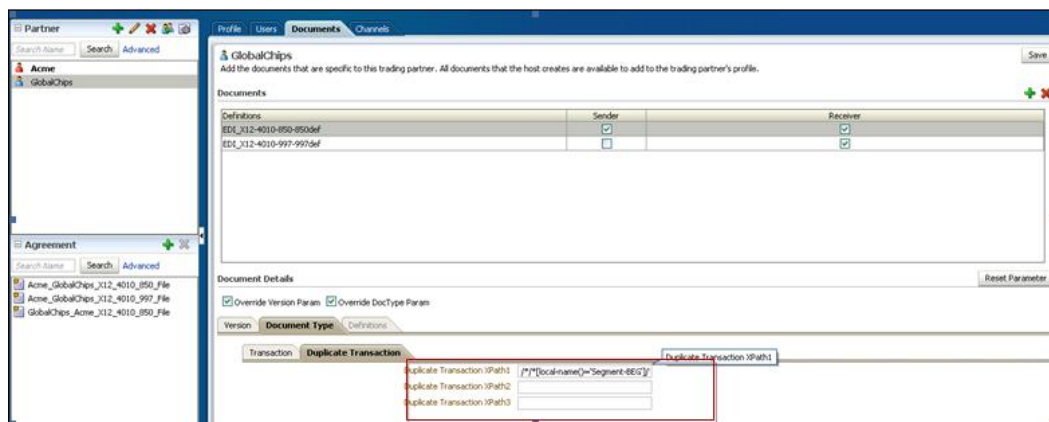 Partner
Profile Users Documents Channels
Search Name Search Advanced
Acme
GlobalChips
GlobalChips
Save
Add the documents that are specific to this trading partner. All documents that the host creates are available to add to the trading partner's profile.
Documents
Definitions Sender Receiver
EDI_X12-4010-850-850def
EDI_X12-4010-997-997def
Agreement
Search Name Search Advanced
Acme_GlobalChips_X12_4010_850_File
Acme_GlobalChips_X12_4010_997_File
GlobalChips_Acme_X12_4010_850_File
Document Details
Reset Parameter
Override Version Param Override DocType Param
Version Document Type Definitions
Transaction Duplicate Transaction
Duplicate Transaction XPath1
Duplicate Transaction XPath1 /*/*[local-name()='Segment-BEG']/
Duplicate Transaction XPath2
Duplicate Transaction XPath3